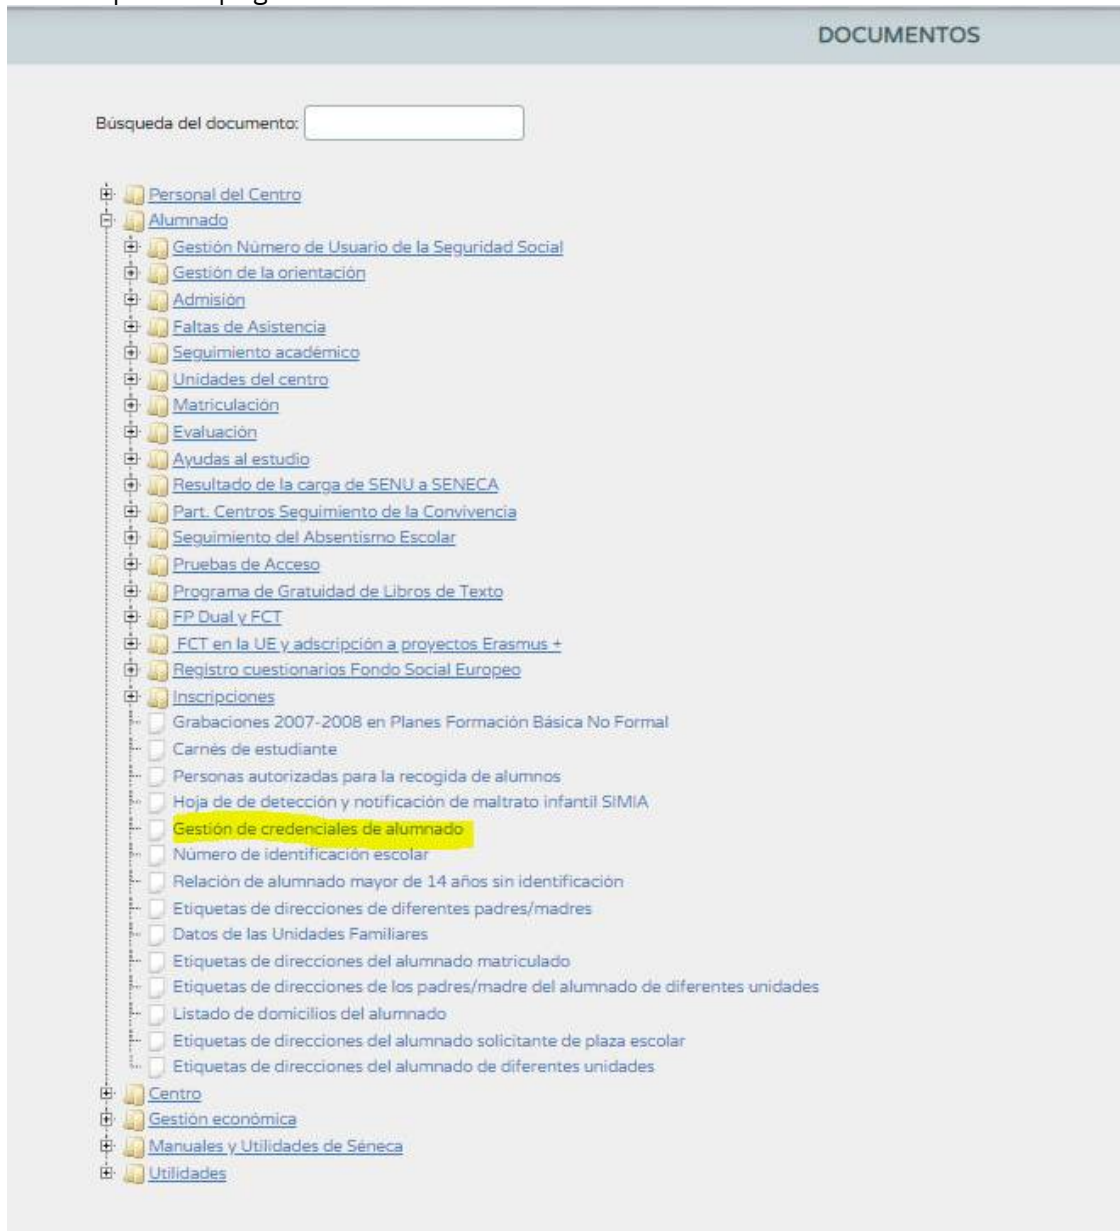 DOCUMENTOS
Búsqueda del documento:
Personal del Centro
Alumnado
Gestión Número de Usuario de la Seguridad Social
Gestión de la orientación
Admisión
Faltas de Asistencia
Seguimiento académico
Unidades del centro
Matriculación
Evaluación
Ayudas al estudio
Resultado de la carga de SENU a SENECA
Part. Centros Seguimiento de la Convivencia
Seguimiento del Absentismo Escolar
Pruebas de Acceso
Programa de Gratuidad de Libros de Texto
FP Dual y FCT
FCT en la UE y adscripción a proyectos Erasmus +
Registro cuestionarios Fondo Social Europeo
Inscripciones
Grabaciones 2007-2008 en Planes Formación Básica No Formal
Carnés de estudiante
Personas autorizadas para la recogida de alumnos
Hoja de de detección y notificación de maltrato infantil SIMIA
Gestión de credenciales de alumnado
Número de identificación escolar
Relación de alumnado mayor de 14 años sin identificación
Etiquetas de direcciones de diferentes padres/madres
Datos de las Unidades Familiares
Etiquetas de direcciones del alumnado matriculado
Etiquetas de direcciones de los padres/madre del alumnado de diferentes unidades
Listado de domicilios del alumnado
Etiquetas de direcciones del alumnado solicitante de plaza escolar
Etiquetas de direcciones del alumnado de diferentes unidades
Centro
Gestión económica
Manuales y Utilidades de Séneca
Utilidades